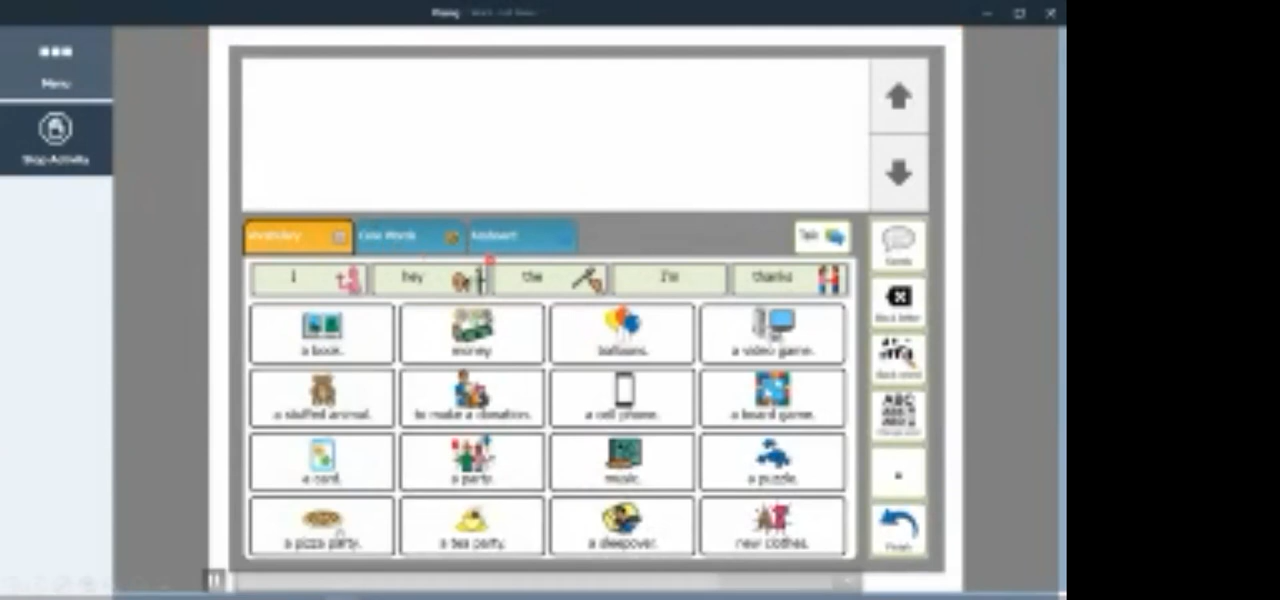 Menu
Stop Activity
Vocabulary
Core Words
Keyboard
Talk
I
hey
the
I'm
thanks
a book.
money
balloons.
a video game.
a stuffed animal.
to make a donation.
a cell phone.
a board game.
a card.
a party.
music.
a puzzle.
a pizza party.
a tea party.
a sleepover.
new clothes.
ABC
Finish